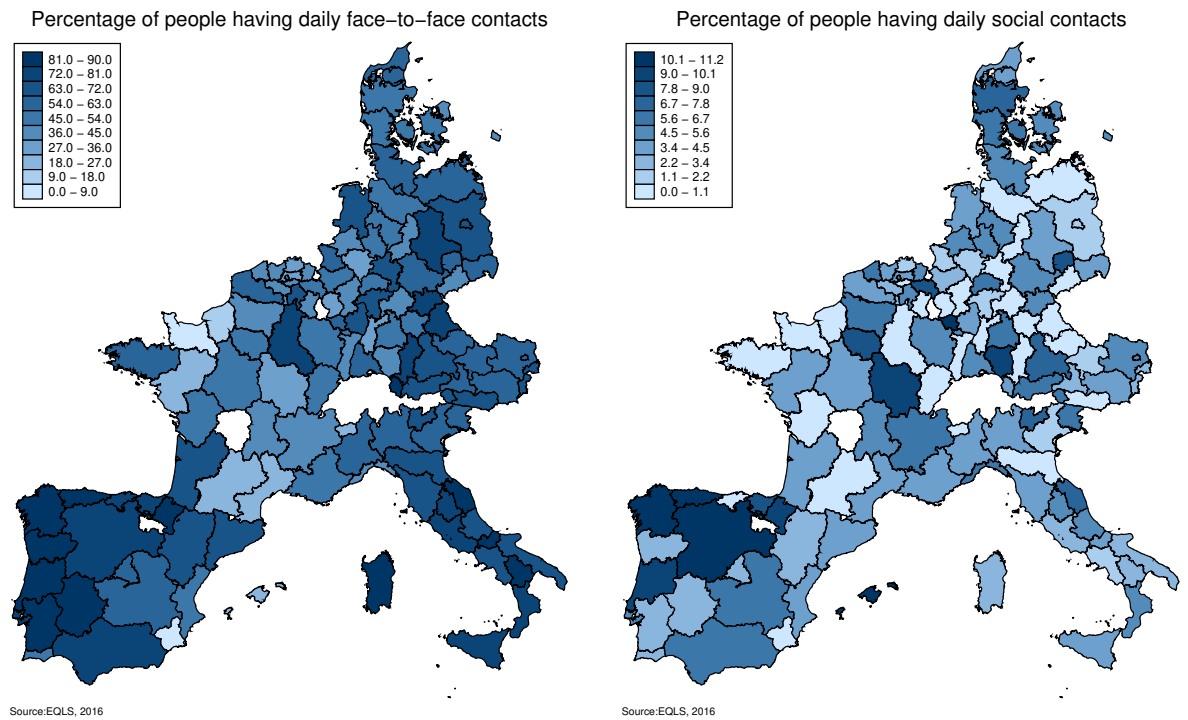 Percentage of people having daily face−to−face contacts
81.0 − 90.0
72.0 − 81.0
63.0 − 72.0
54.0 − 63.0
45.0 − 54.0
36.0 − 45.0
27.0 − 36.0
18.0 − 27.0
9.0 − 18.0
0.0 − 9.0
Source:EQLS, 2016
Percentage of people having daily social contacts
10.1 − 11.2
9.0 − 10.1
7.8 − 9.0
6.7 − 7.8
5.6 − 6.7
4.5 − 5.6
3.4 − 4.5
2.2 − 3.4
1.1 − 2.2
0.0 − 1.1
Source:EQLS, 2016